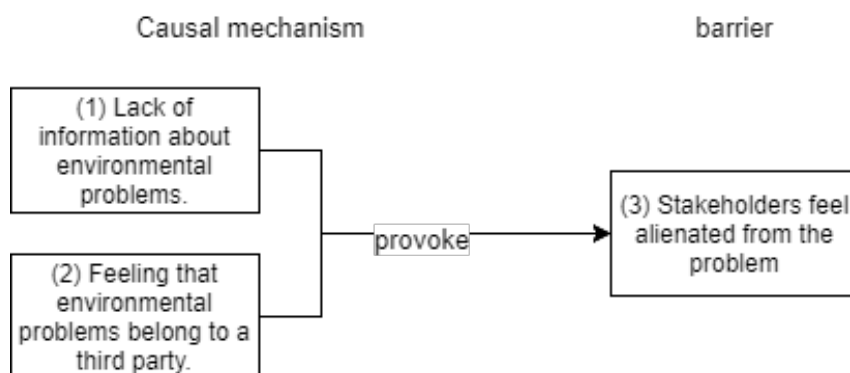 Causal mechanism
barrier
(1) Lack of
information about
environmental
problems.
(2) Feeling that
environmental
problems belong to a
third party.
provoke
(3) Stakeholders feel
alienated from the
problem